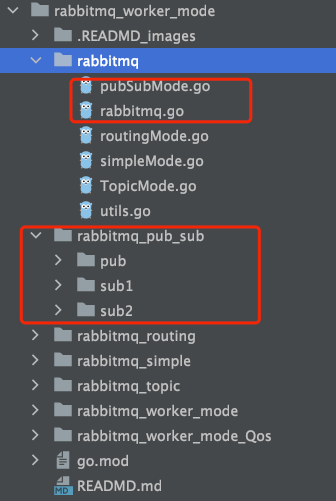 rabbitmq_worker_mode
.READMD_images
rabbitmq
pubSubMode.go
rabbitmq.go
routingMode.go
simpleMode.go
TopicMode.go
utils.go
rabbitmq_pub_sub
pub
sub1
sub2
rabbitmq_routing
rabbitmq_simple
rabbitmq_topic
rabbitmq_worker_mode
rabbitmq_worker_mode_Qos
go.mod
MD READMD.md